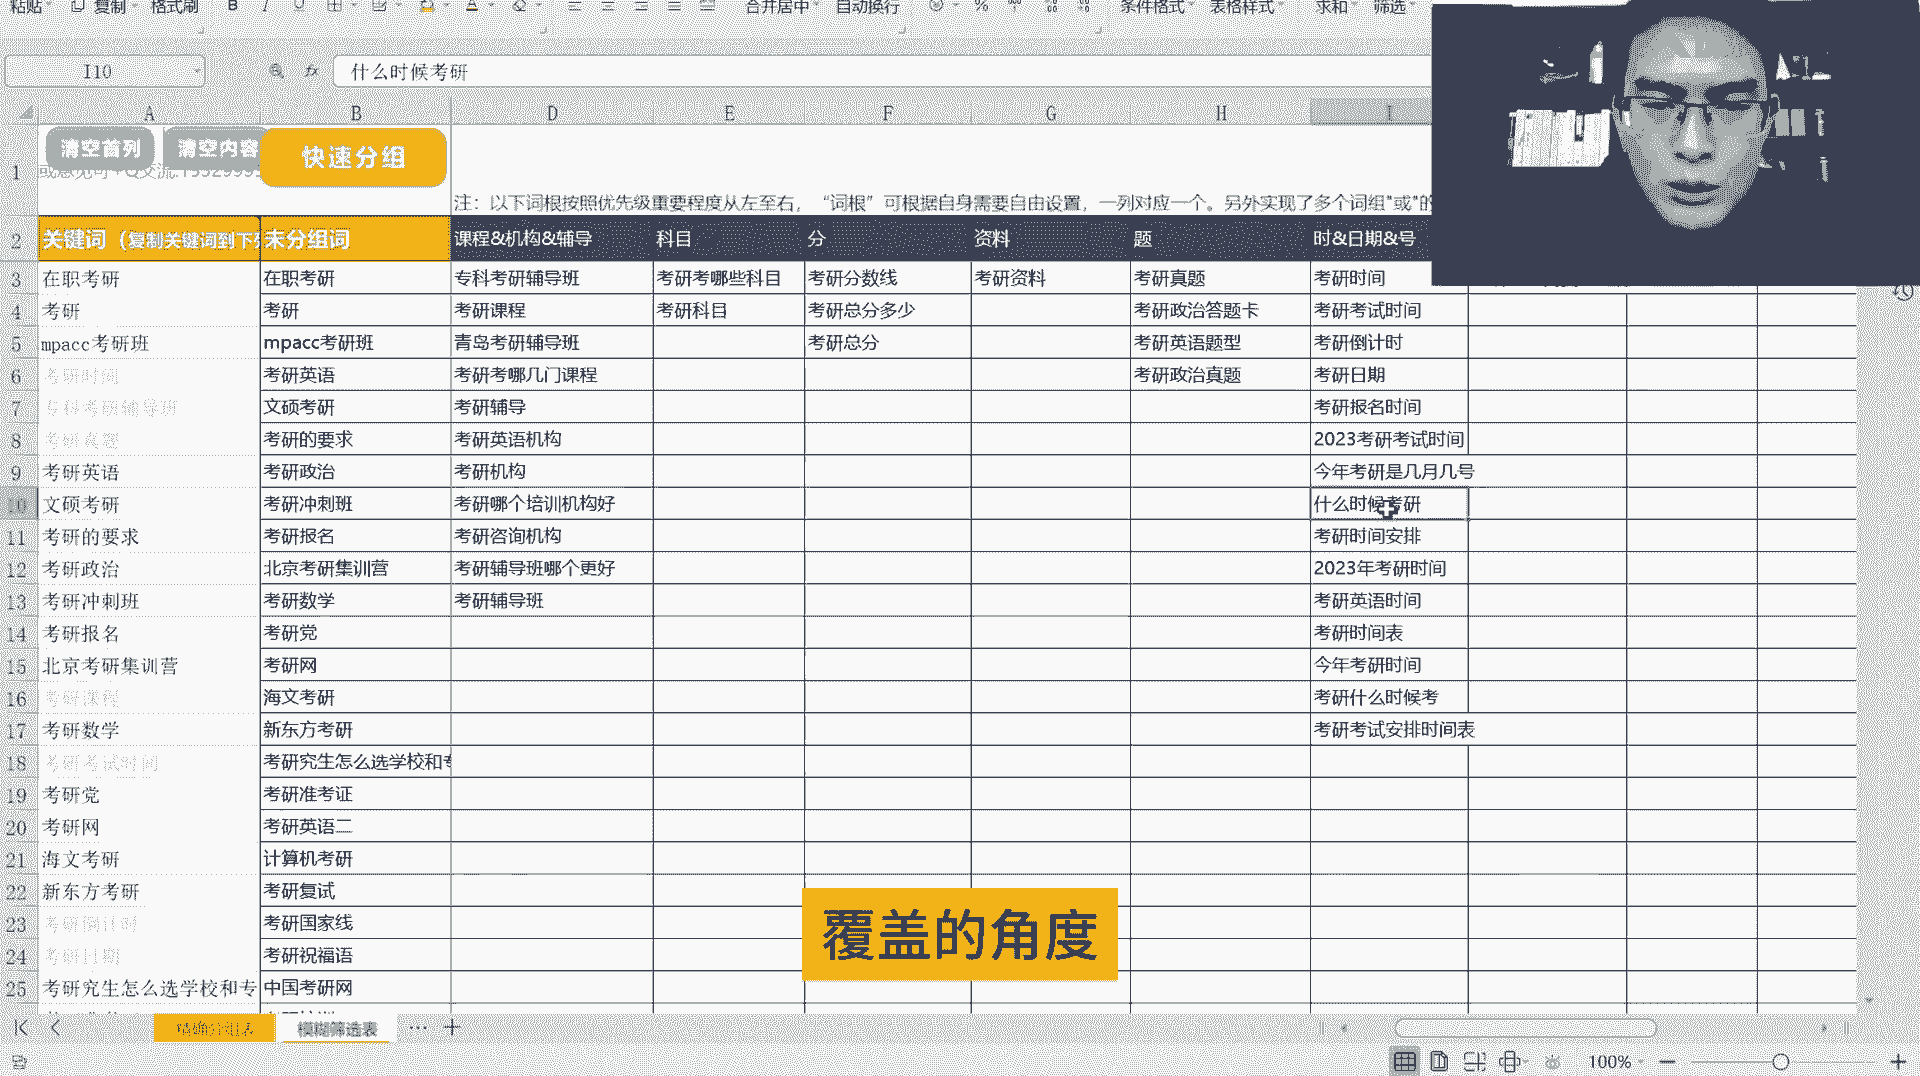 粘贴 复制 格式刷 B I U A 合并居中 自动换行 % 条件格式 表格样式 求和 筛选
I10 fx 什么时候考研
A B D E F G H I
清空首列 清空内容 快速分组
1
注：以下词根按照优先级重要程度从左至右，“词根”可根据自身需要自由设置，一列对应一个。另外实现了多个词组"或"的
2 关键词（复制关键词到下 未分组词 课程&机构&辅导 科目 分 资料 题 时&日期&号
3 在职考研 在职考研 专科考研辅导班 考研考哪些科目 考研分数线 考研资料 考研真题 考研时间
4 考研 考研 考研课程 考研科目 考研总分多少 考研政治答题卡 考研考试时间
5 mpacc考研班 mpacc考研班 青岛考研辅导班 考研总分 考研英语题型 考研倒计时
6 考研时间 考研英语 考研考哪几门课程 考研政治真题 考研日期
7 专科考研辅导班 文硕考研 考研辅导 考研报名时间
8 考研真题 考研的要求 考研英语机构 2023考研考试时间
9 考研英语 考研政治 考研机构 今年考研是几月几号
10 文硕考研 考研冲刺班 考研哪个培训机构好 什么时候考研
11 考研的要求 考研报名 考研咨询机构 考研时间安排
12 考研政治 北京考研集训营 考研辅导班哪个更好 2023年考研时间
13 考研冲刺班 考研数学 考研辅导班 考研英语时间
14 考研报名 考研党 考研时间表
15 北京考研集训营 考研网 今年考研时间
16 考研课程 海文考研 考研什么时候考
17 考研数学 新东方考研 考研考试安排时间表
18 考研考试时间 考研究生怎么选学校和专
19 考研党 考研准考证
20 考研网 考研英语二
21 海文考研 计算机考研
22 新东方考研 考研复试
23 考研倒计时 考研国家线
24 考研日期 考研祝福语
25 考研究生怎么选学校和专 中国考研网
覆盖的角度
精确分组表 模糊筛选表 ··· +
100%